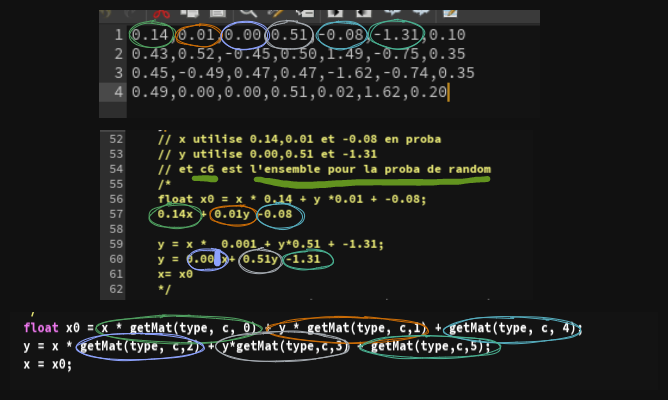 1 0.14,0.01,0.00,0.51,-0.08,-1.31,0.10
2 0.43,0.52,-0.45,0.50,1.49,-0.75,0.35
3 0.45,-0.49,0.47,0.47,-1.62,-0.74,0.35
4 0.49,0.00,0.00,0.51,0.02,1.62,0.20
52 // x utilise 0.14,0.01 et -0.08 en proba
53 // y utilise 0.00,0.51 et -1.31
54 // et c6 est l'ensemble pour la proba de random
55 /*
56 float x0 = x * 0.14 + y *0.01 + -0.08;
57 0.14x + 0.01y -0.08
58
59 y = x * 0.001 + y*0.51 + -1.31;
60 y = 0.00 x+ 0.51y -1.31
61 x= x0
62 */
float x0 = x * getMat(type, c, 0) + y * getMat(type, c,1) + getMat(type, c, 4);
y = x * getMat(type, c,2) + y*getMat(type,c,3) + getMat(type,c,5);
x = x0;